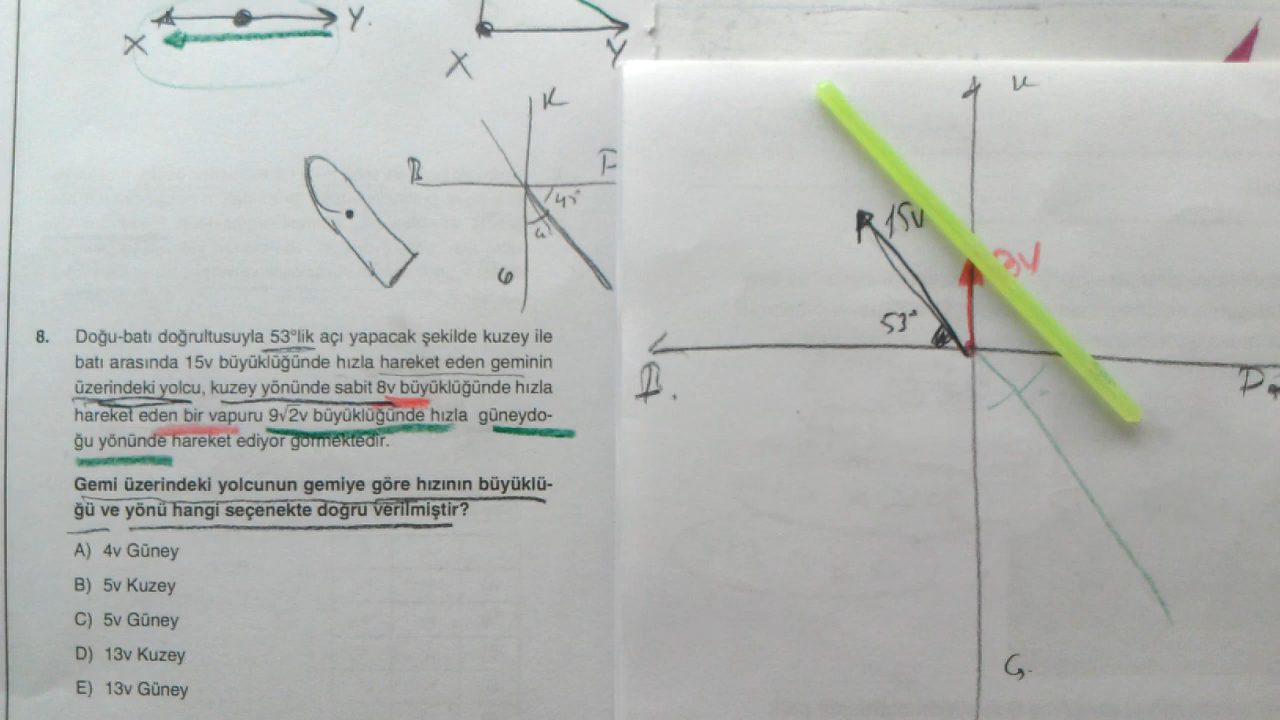 X
Y.
X
Y
K
B
45°
G
8. Doğu-batı doğrultusuyla 53°lik açı yapacak şekilde kuzey ile
batı arasında 15v büyüklüğünde hızla hareket eden geminin
üzerindeki yolcu, kuzey yönünde sabit 8v büyüklüğünde hızla
hareket eden bir vapuru 9√2v büyüklüğünde hızla güneydo-
ğu yönünde hareket ediyor görmektedir.
Gemi üzerindeki yolcunun gemiye göre hızının büyüklü-
ğü ve yönü hangi seçenekte doğru verilmiştir?
A) 4v Güney
B) 5v Kuzey
C) 5v Güney
D) 13v Kuzey
E) 13v Güney
K
15v
53°
B.
D
G.